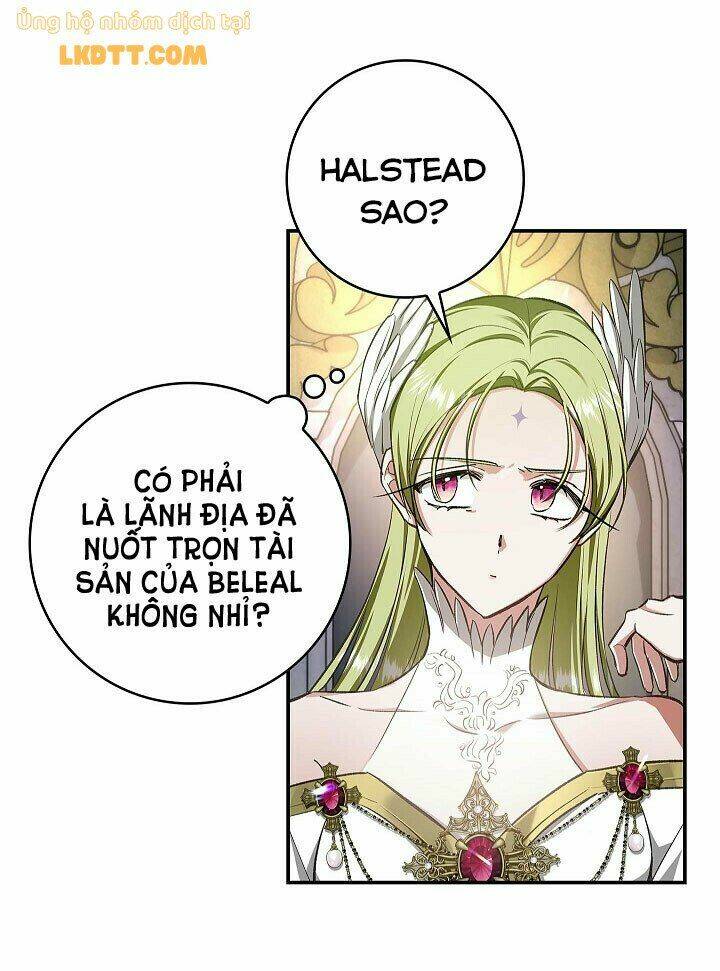 Ủng hộ nhóm dịch tại
LKDTT.COM
HALSTEAD
SAO?
CÓ PHẢI
LÀ LÃNH ĐỊA ĐÃ
NUỐT TRỌN TÀI
SẢN CỦA BELEAL
KHÔNG NHỈ?